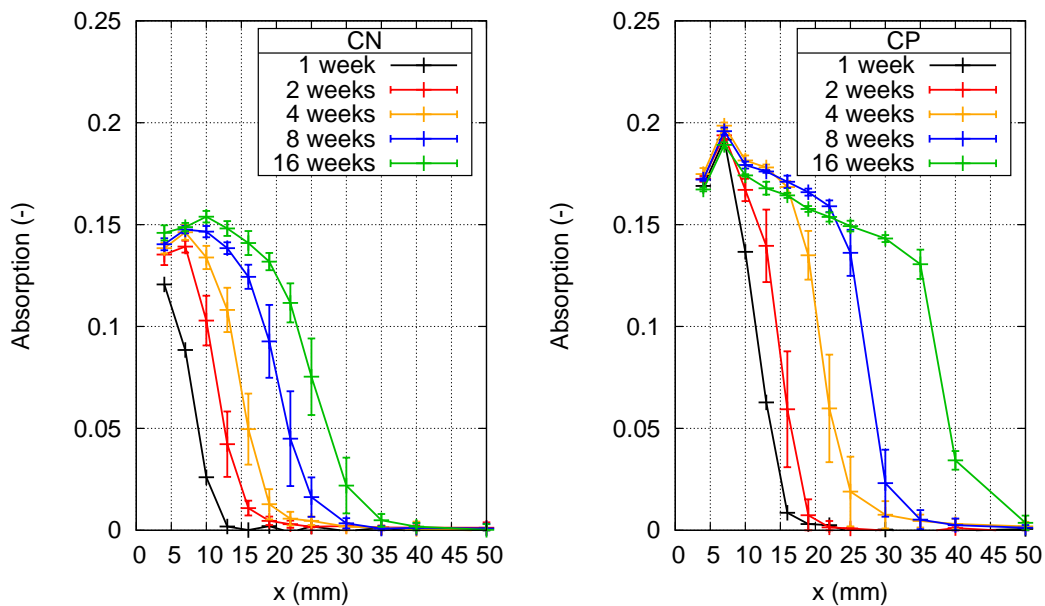 0.25
0.2
0.15
0.1
0.05
0
Absorption (-)
0 5 10 15 20 25 30 35 40 45 50
x (mm)
CN
1 week
2 weeks
4 weeks
8 weeks
16 weeks
0.25
0.2
0.15
0.1
0.05
0
Absorption (-)
0 5 10 15 20 25 30 35 40 45 50
x (mm)
CP
1 week
2 weeks
4 weeks
8 weeks
16 weeks